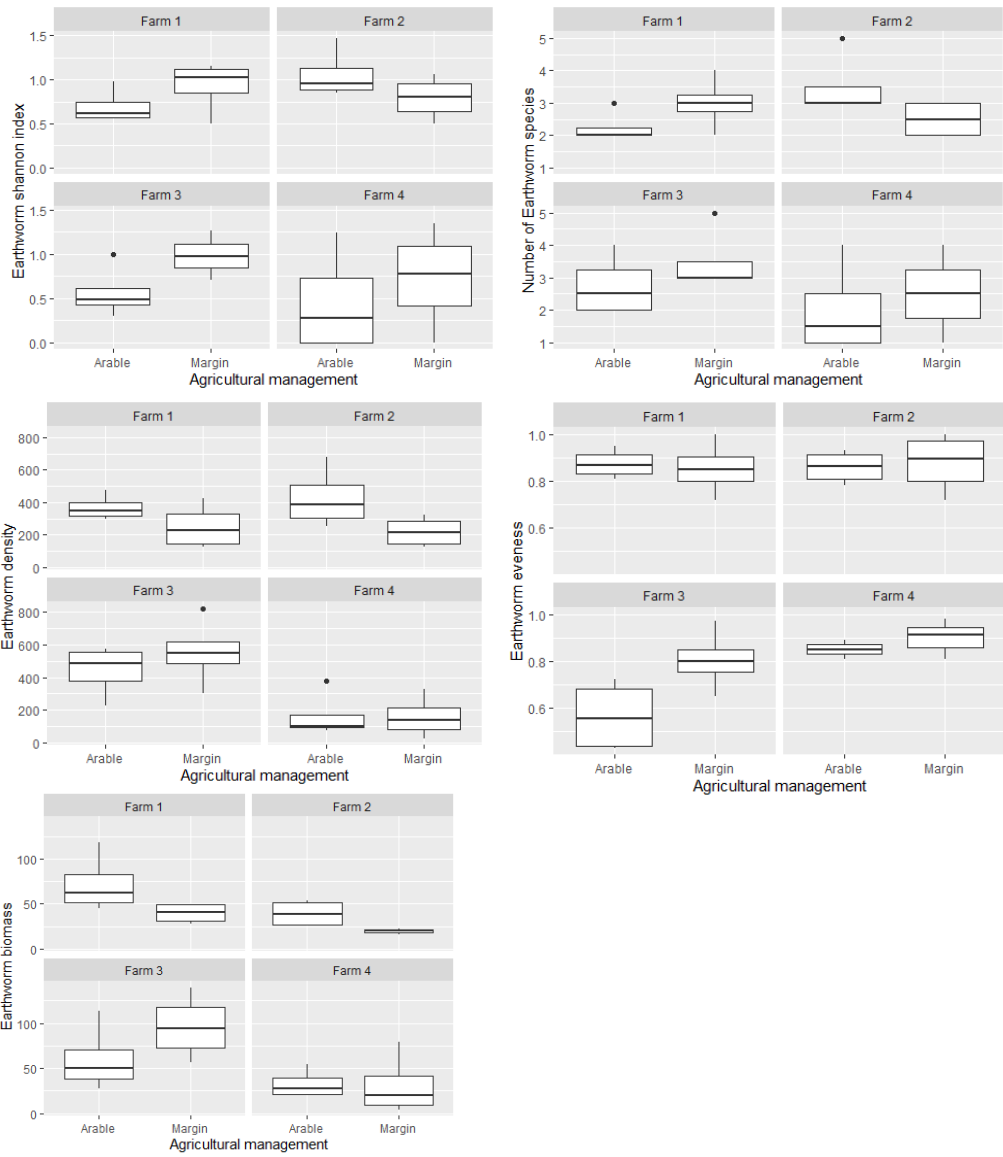 Farm 1
Farm 2
1.5
1.0
0.5
0.0
Farm 3
Farm 4
1.5
1.0
0.5
0.0
Arable
Margin
Arable
Margin
Agricultural management
Earthworm shannon index
Farm 1
Farm 2
5
4
3
2
1
Farm 3
Farm 4
5
4
3
2
1
Arable
Margin
Arable
Margin
Agricultural management
Number of Earthworm species
Farm 1
Farm 2
800
600
400
200
0
Farm 3
Farm 4
800
600
400
200
0
Arable
Margin
Arable
Margin
Agricultural management
Earthworm density
Farm 1
Farm 2
1.0
0.8
0.6
Farm 3
Farm 4
1.0
0.8
0.6
Arable
Margin
Arable
Margin
Agricultural management
Earthworm eveness
Farm 1
Farm 2
100
50
0
Farm 3
Farm 4
100
50
0
Arable
Margin
Arable
Margin
Agricultural management
Earthworm biomass